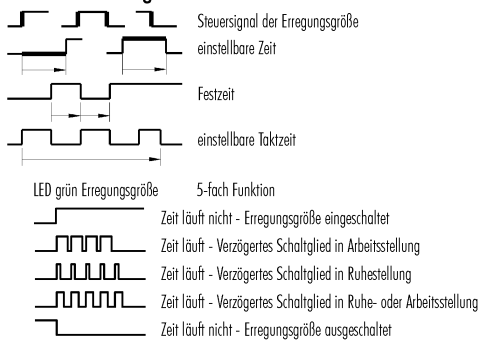 Steuersignal der Erregungsgröße
einstellbare Zeit
Festzeit
einstellbare Taktzeit
LED grün Erregungsgröße 5-fach Funktion
Zeit läuft nicht - Erregungsgröße eingeschaltet
Zeit läuft - Verzögertes Schaltglied in Arbeitsstellung
Zeit läuft - Verzögertes Schaltglied in Ruhestellung
Zeit läuft - Verzögertes Schaltglied in Ruhe- oder Arbeitsstellung
Zeit läuft nicht - Erregungsgröße ausgeschaltet